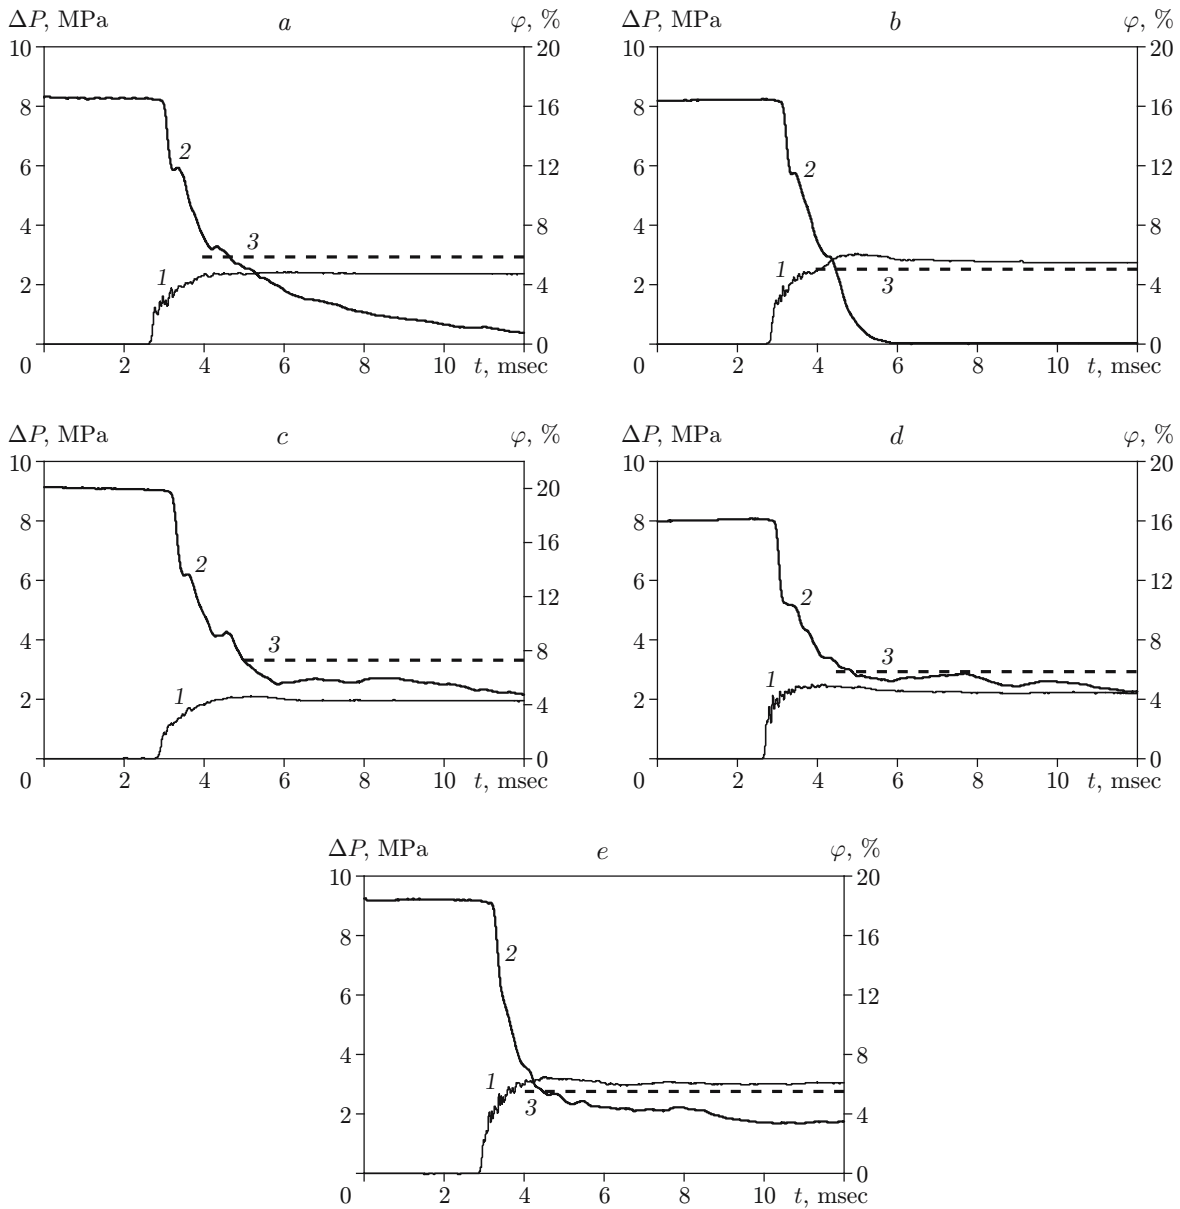 ΔP, MPa a φ, % ΔP, MPa b φ, %
10 20 10 20
8 16 8 16
2 2
6 12 6 12
4 8 4 8
3
1 1
2 4 2 3 4
0 0 0
0 2 4 6 8 10 t, msec 0 2 4 6 8 10 t, msec
ΔP, MPa c φ, % ΔP, MPa d φ, %
10 10 20
20
8 16 8 16
2
6 12 6 2 12
4 8 4 8
3 3
1 1
2 4 2 4
0 0
0 2 4 6 8 10 t, msec 0 2 4 6 8 10 t, msec
ΔP, MPa e φ, %
10 20
8 16
2
6 12
4 8
1
2 3 4
0
0 2 4 6 8 10 t, msec